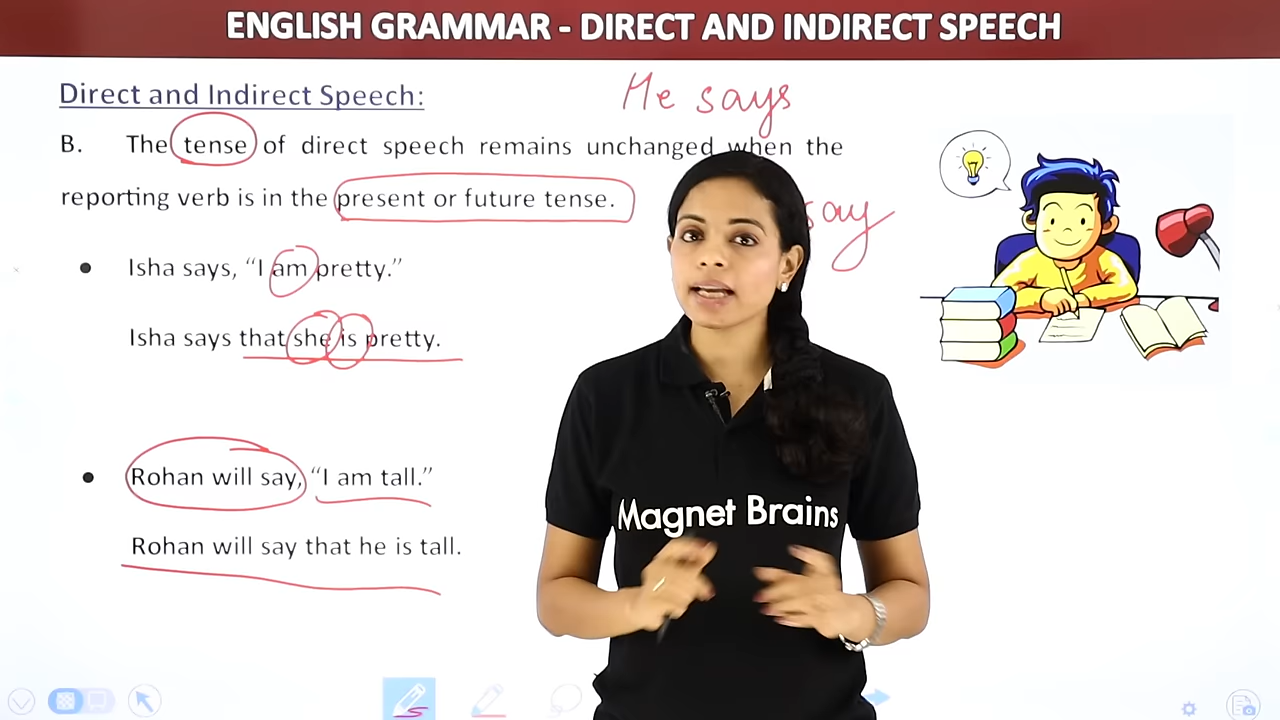 ENGLISH GRAMMAR - DIRECT AND INDIRECT SPEECH
Direct and Indirect Speech:
He says
B. The tense of direct speech remains unchanged when the
reporting verb is in the present or future tense.
say
• Isha says, “I am pretty.”
Isha says that she is pretty.
• Rohan will say, “I am tall.”
Magnet Brains
Rohan will say that he is tall.